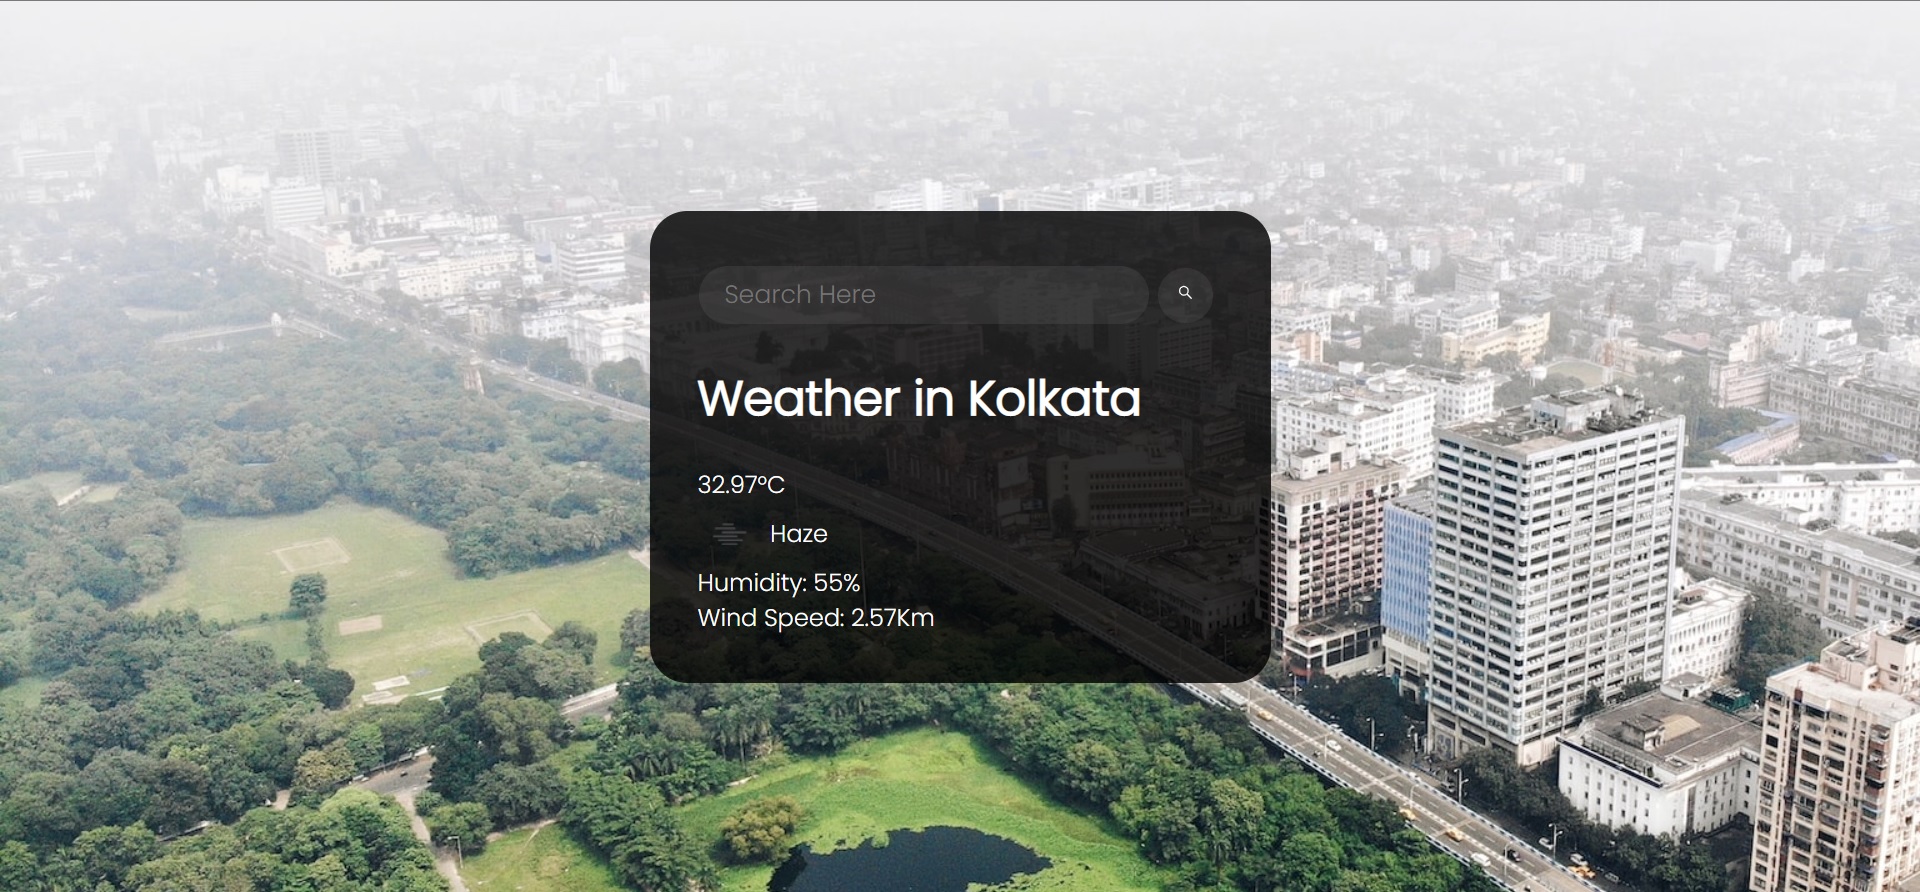 Search Here
Weather in Kolkata
32.97°C
Haze
Humidity: 55%
Wind Speed: 2.57Km